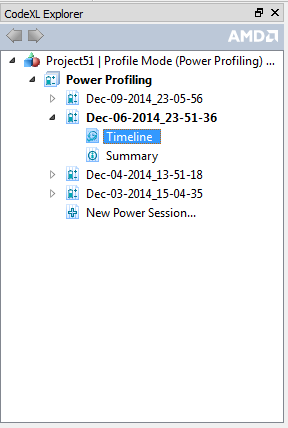 CodeXL Explorer
AMD
Project51 | Profile Mode (Power Profiling) ...
Power Profiling
Dec-09-2014_23-05-56
Dec-06-2014_23-51-36
Timeline
Summary
Dec-04-2014_13-51-18
Dec-03-2014_15-04-35
New Power Session...